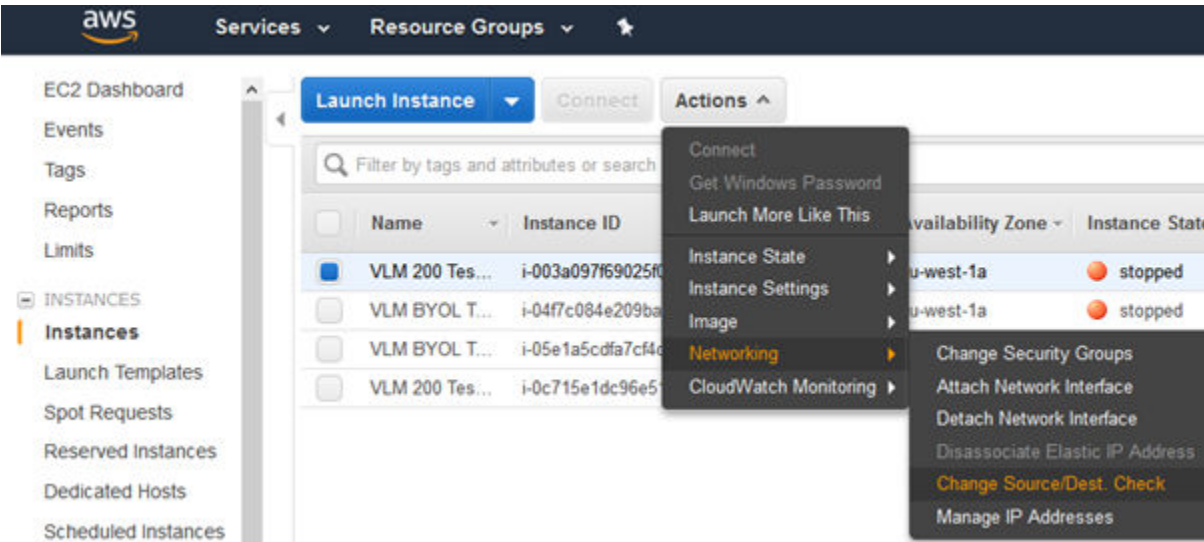 aws Services Resource Groups
EC2 Dashboard
Events
Tags
Reports
Limits
INSTANCES
Instances
Launch Templates
Spot Requests
Reserved Instances
Dedicated Hosts
Scheduled Instances
Launch Instance Connect Actions
Filter by tags and attributes or search
Name Instance ID Availability Zone Instance State
VLM 200 Tes... i-003a097f69025f0 u-west-1a stopped
VLM BYOL T... i-04f7c084e209ba u-west-1a stopped
VLM BYOL T... i-05e1a5cdfa7cf4c
VLM 200 Tes... i-0c715e1dc96e5
Connect
Get Windows Password
Launch More Like This
Instance State
Instance Settings
Image
Networking
CloudWatch Monitoring
Change Security Groups
Attach Network Interface
Detach Network Interface
Disassociate Elastic IP Address
Change Source/Dest. Check
Manage IP Addresses